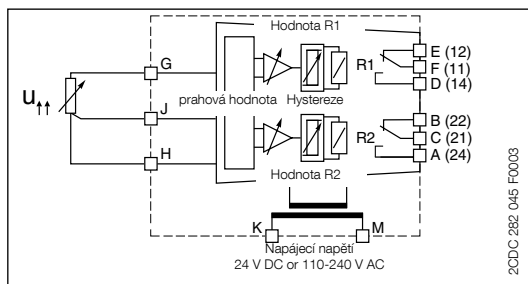 Hodnota R1
G
E (12)
R1
F (11)
D (14)
prahová hodnota Hystereze
U
J
B (22)
R2
C (21)
H
A (24)
Hodnota R2
K
M
Napájecí napětí
24 V DC or 110-240 V AC
2CDC 282 045 F0003